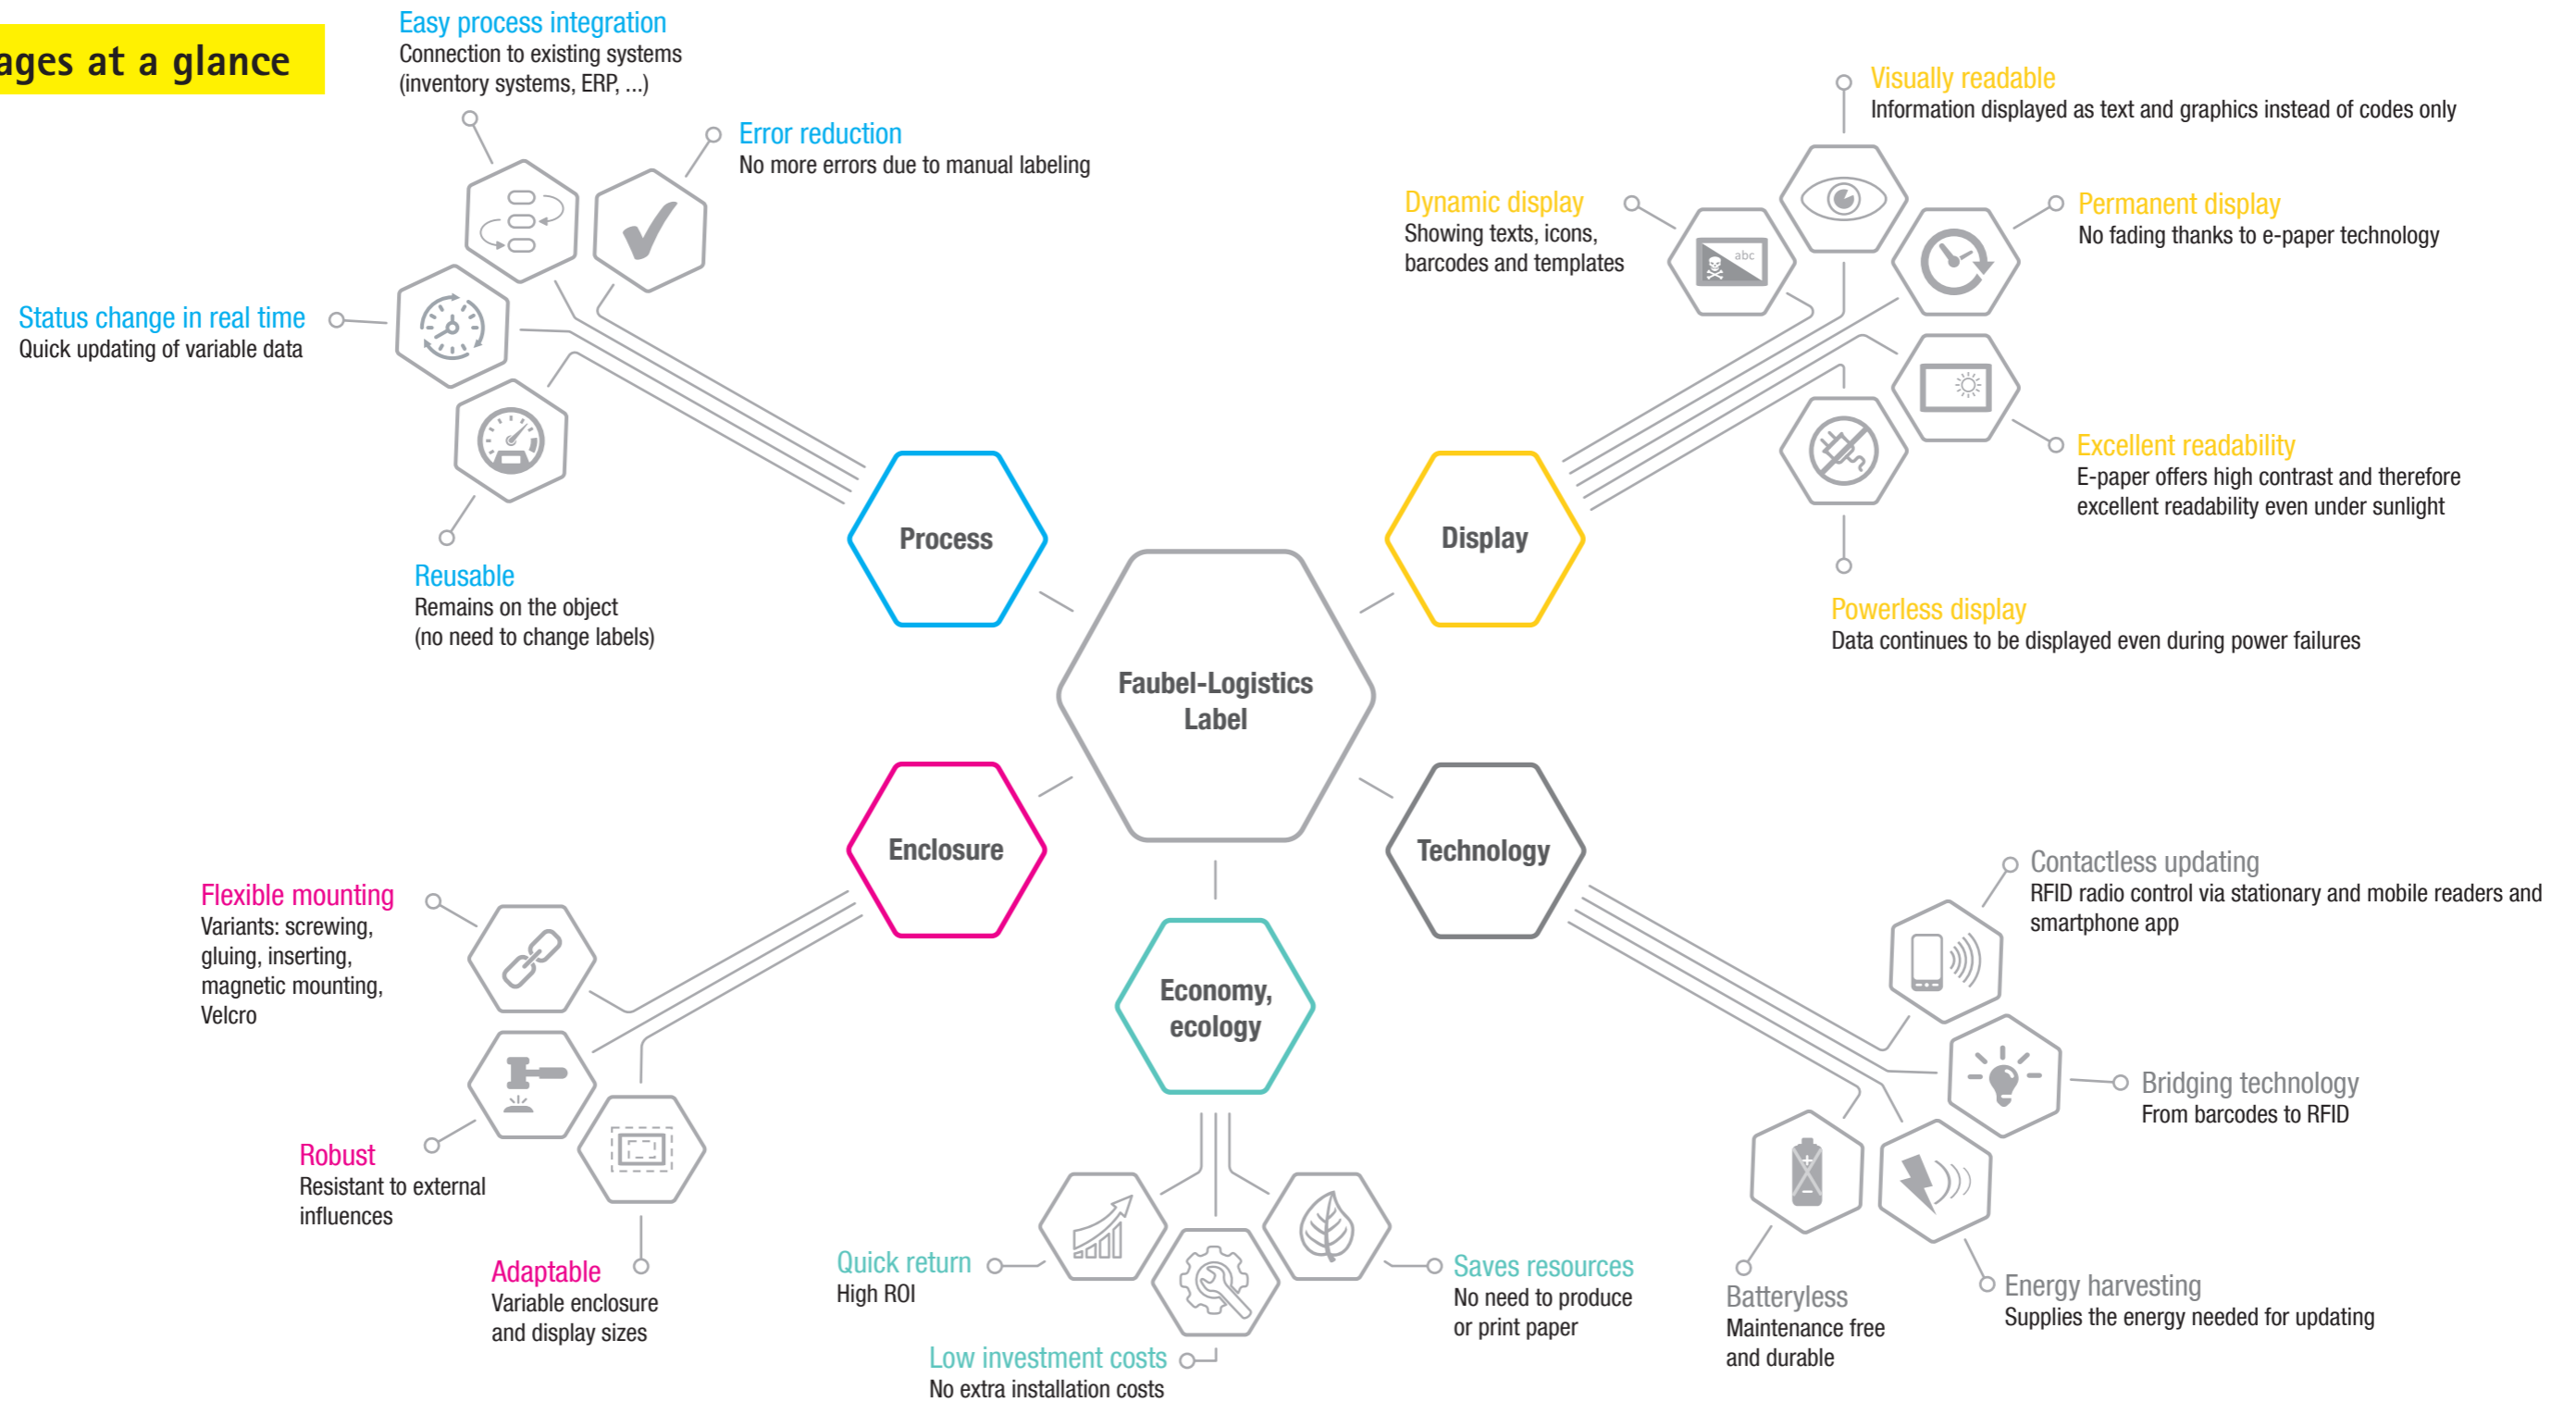 ages at a glance
Easy process integration
Connection to existing systems
(inventory systems, ERP, ...)
Error reduction
No more errors due to manual labeling
Status change in real time
Quick updating of variable data
Reusable
Remains on the object
(no need to change labels)
Process
Visually readable
Information displayed as text and graphics instead of codes only
Dynamic display
Showing texts, icons,
barcodes and templates
abc
Permanent display
No fading thanks to e-paper technology
Excellent readability
E-paper offers high contrast and therefore
excellent readability even under sunlight
Powerless display
Data continues to be displayed even during power failures
Display
Faubel-Logistics
Label
Enclosure
Flexible mounting
Variants: screwing,
gluing, inserting,
magnetic mounting,
Velcro
Robust
Resistant to external
influences
Adaptable
Variable enclosure
and display sizes
Economy,
ecology
Quick return
High ROI
Low investment costs
No extra installation costs
Saves resources
No need to produce
or print paper
Technology
Contactless updating
RFID radio control via stationary and mobile readers and
smartphone app
Bridging technology
From barcodes to RFID
Energy harvesting
Supplies the energy needed for updating
Batteryless
Maintenance free
and durable